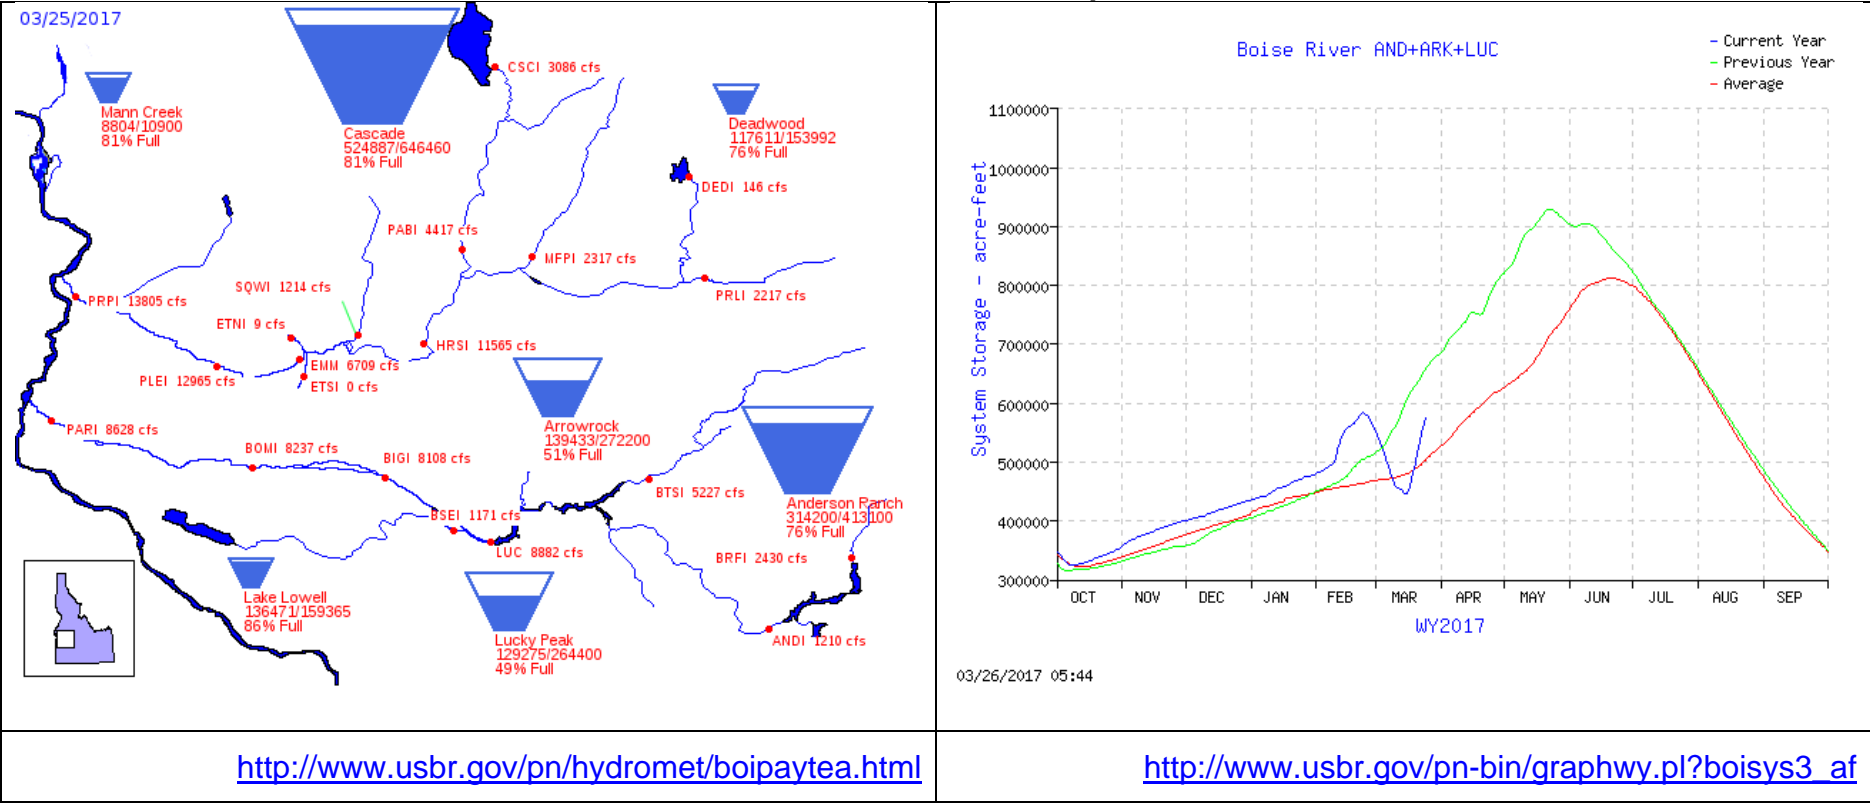 03/25/2017
Mann Creek
8804/10900
81% Full
Cascade
524887/646460
81% Full
CSCI 3086 cfs
Deadwood
117611/153992
76% Full
DEDI 146 cfs
PABI 4417 cfs
MFPI 2317 cfs
PRLI 2217 cfs
SQWI 1214 cfs
PRPI 13805 cfs
ETNI 9 cfs
HRSI 11565 cfs
EMM 6709 cfs
PLEI 12965 cfs
ETSI 0 cfs
Arrowrock
139433/272200
51% Full
PARI 8628 cfs
BOMI 8237 cfs
BIGI 8108 cfs
BTSI 5227 cfs
Anderson Ranch
314200/413100
76% Full
BSEI 1171 cfs
LUC 8882 cfs
BRFI 2430 cfs
Lake Lowell
136471/159365
86% Full
Lucky Peak
129275/264400
49% Full
ANDI 1210 cfs
Boise River AND+ARK+LUC
Current Year
Previous Year
Average
System Storage - acre-feet
1100000
1000000
900000
800000
700000
600000
500000
400000
300000
OCT NOV DEC JAN FEB MAR APR MAY JUN JUL AUG SEP
WY2017
03/26/2017 05:44
http://www.usbr.gov/pn/hydromet/boipaytea.html
http://www.usbr.gov/pn-bin/graphwy.pl?boisys3_af